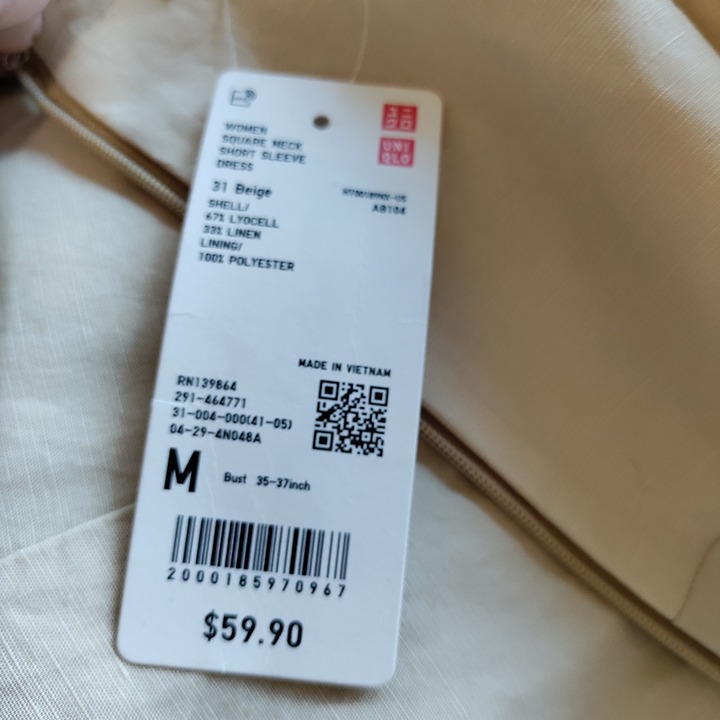 WOMEN
SQUARE NECK
SHORT SLEEVE
DRESS
UNI
QLO
31 Beige
A8104
SHELL/
67% LYOCELL
33% LINEN
LINING/
100% POLYESTER
MADE IN VIETNAM
RN139864
291-464771
31-004-000(41-05)
04-29-4N048A
M Bust 35-37inch
2000185970967
$59.90